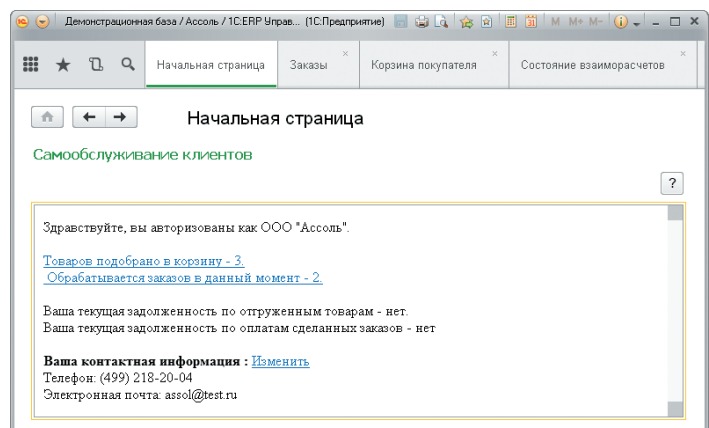 Демонстрационная база / Ассоль / 1С:ERP Управ... (1С:Предприятие)
M M+ M-
Начальная страница
Заказы
Корзина покупателя
Состояние взаиморасчетов
Начальная страница
Самообслуживание клиентов
?
Здравствуйте, вы авторизованы как ООО "Ассоль".
Товаров подобрано в корзину - 3.
Обрабатывается заказов в данный момент - 2.
Ваша текущая задолженность по отгруженным товарам - нет.
Ваша текущая задолженность по оплатам сделанных заказов - нет
Ваша контактная информация : Изменить
Телефон: (499) 218-20-04
Электронная почта: assol@test.ru